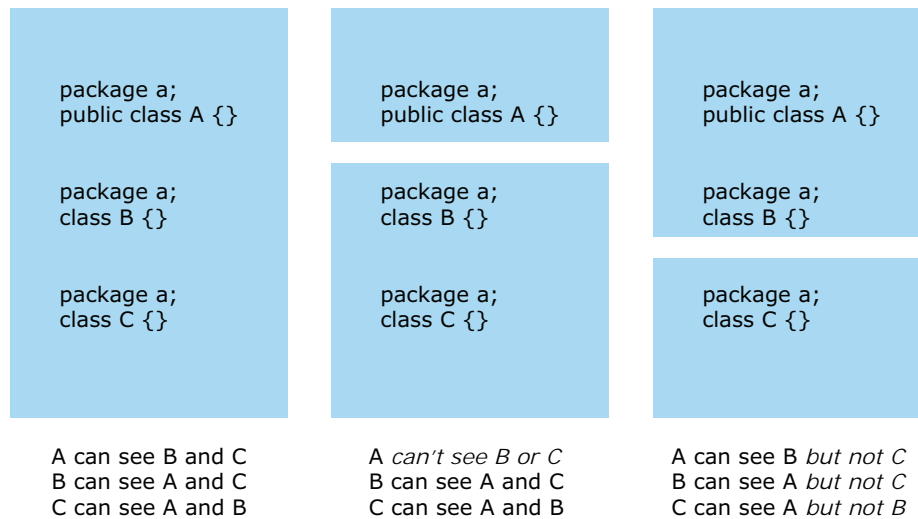 package a;
public class A {}
package a;
class B {}
package a;
class C {}
A can see B and C
B can see A and C
C can see A and B
package a;
public class A {}
package a;
class B {}
package a;
class C {}
A can't see B or C
B can see A and C
C can see A and B
package a;
public class A {}
package a;
class B {}
package a;
class C {}
A can see B but not C
B can see A but not C
C can see A but not B